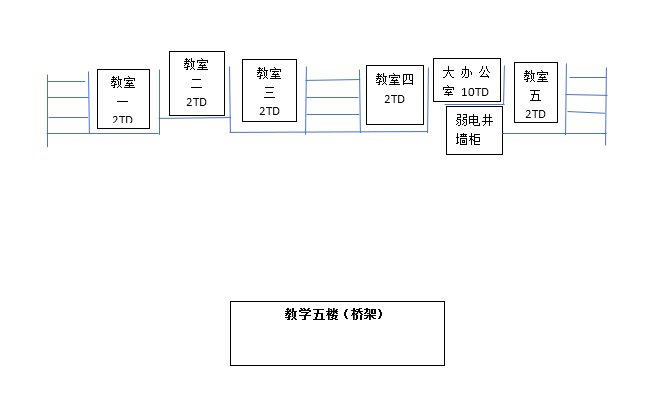 教室
一
2TD
教室
二
2TD
教室
三
2TD
教室四
2TD
大办公
室 10TD
弱电井
墙柜
教室
五
2TD
教学五楼（桥架）